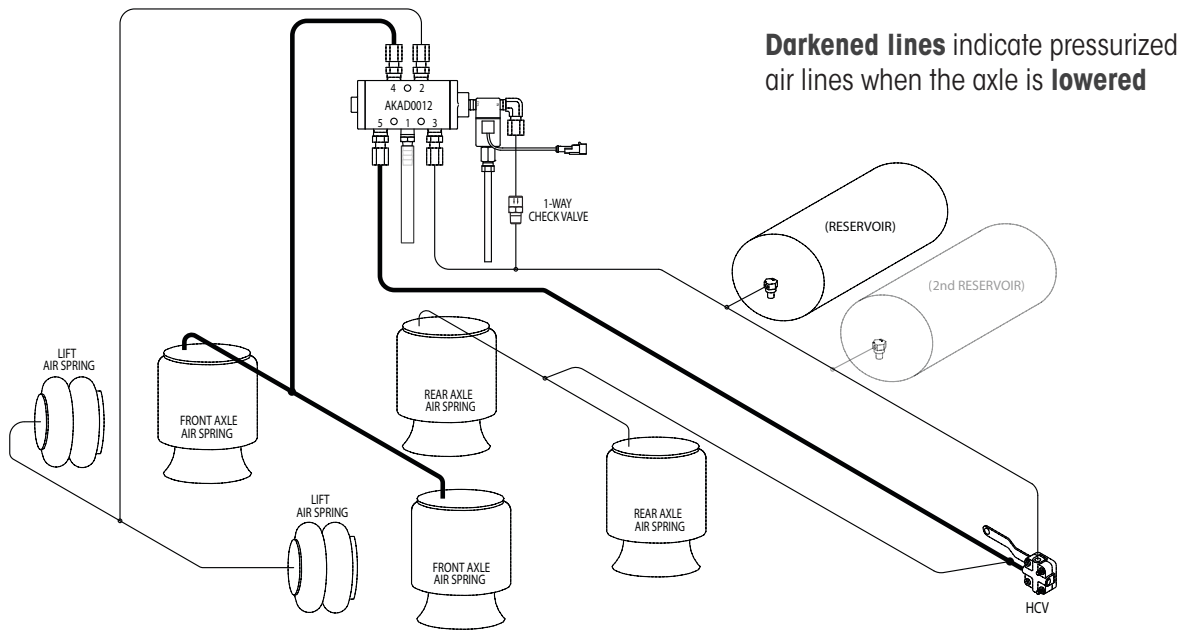 Darkened lines indicate pressurized
air lines when the axle is lowered
4 2
AKAD0012
5 1 3
1-WAY
CHECK VALVE
(RESERVOIR)
(2nd RESERVOIR)
LIFT
AIR SPRING
FRONT AXLE
AIR SPRING
REAR AXLE
AIR SPRING
LIFT
AIR SPRING
FRONT AXLE
AIR SPRING
REAR AXLE
AIR SPRING
HCV